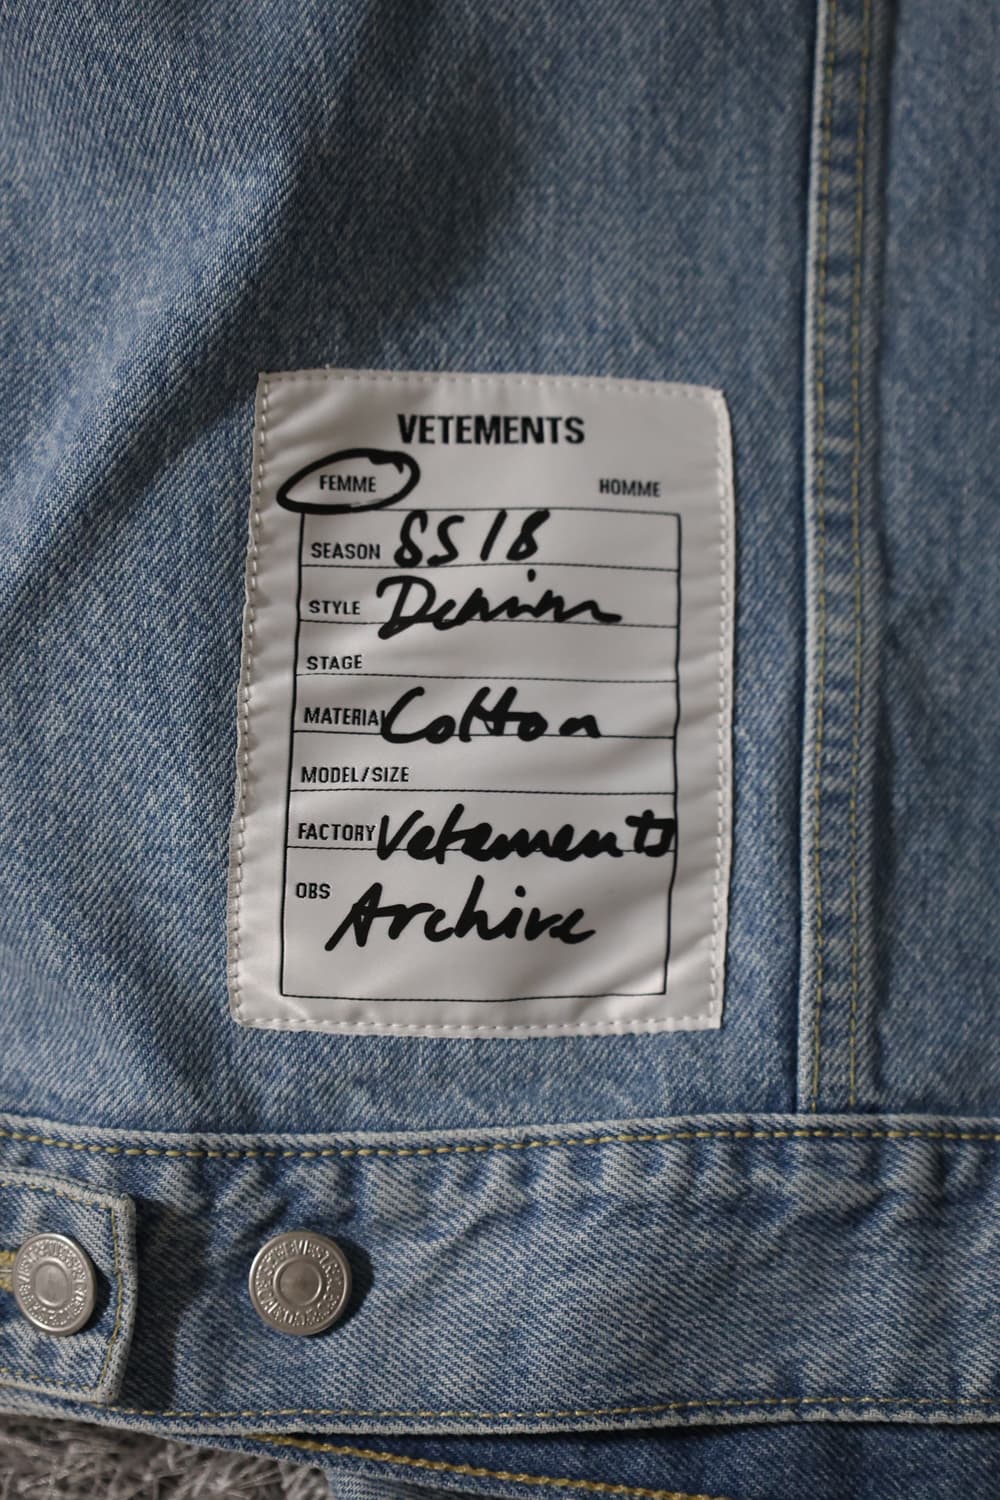 VETEMENTS
FEMME HOMME
SEASON SS18
STYLE Denim
STAGE
MATERIAL Cotton
MODEL/SIZE
FACTORY Vetements
OBS
Archive